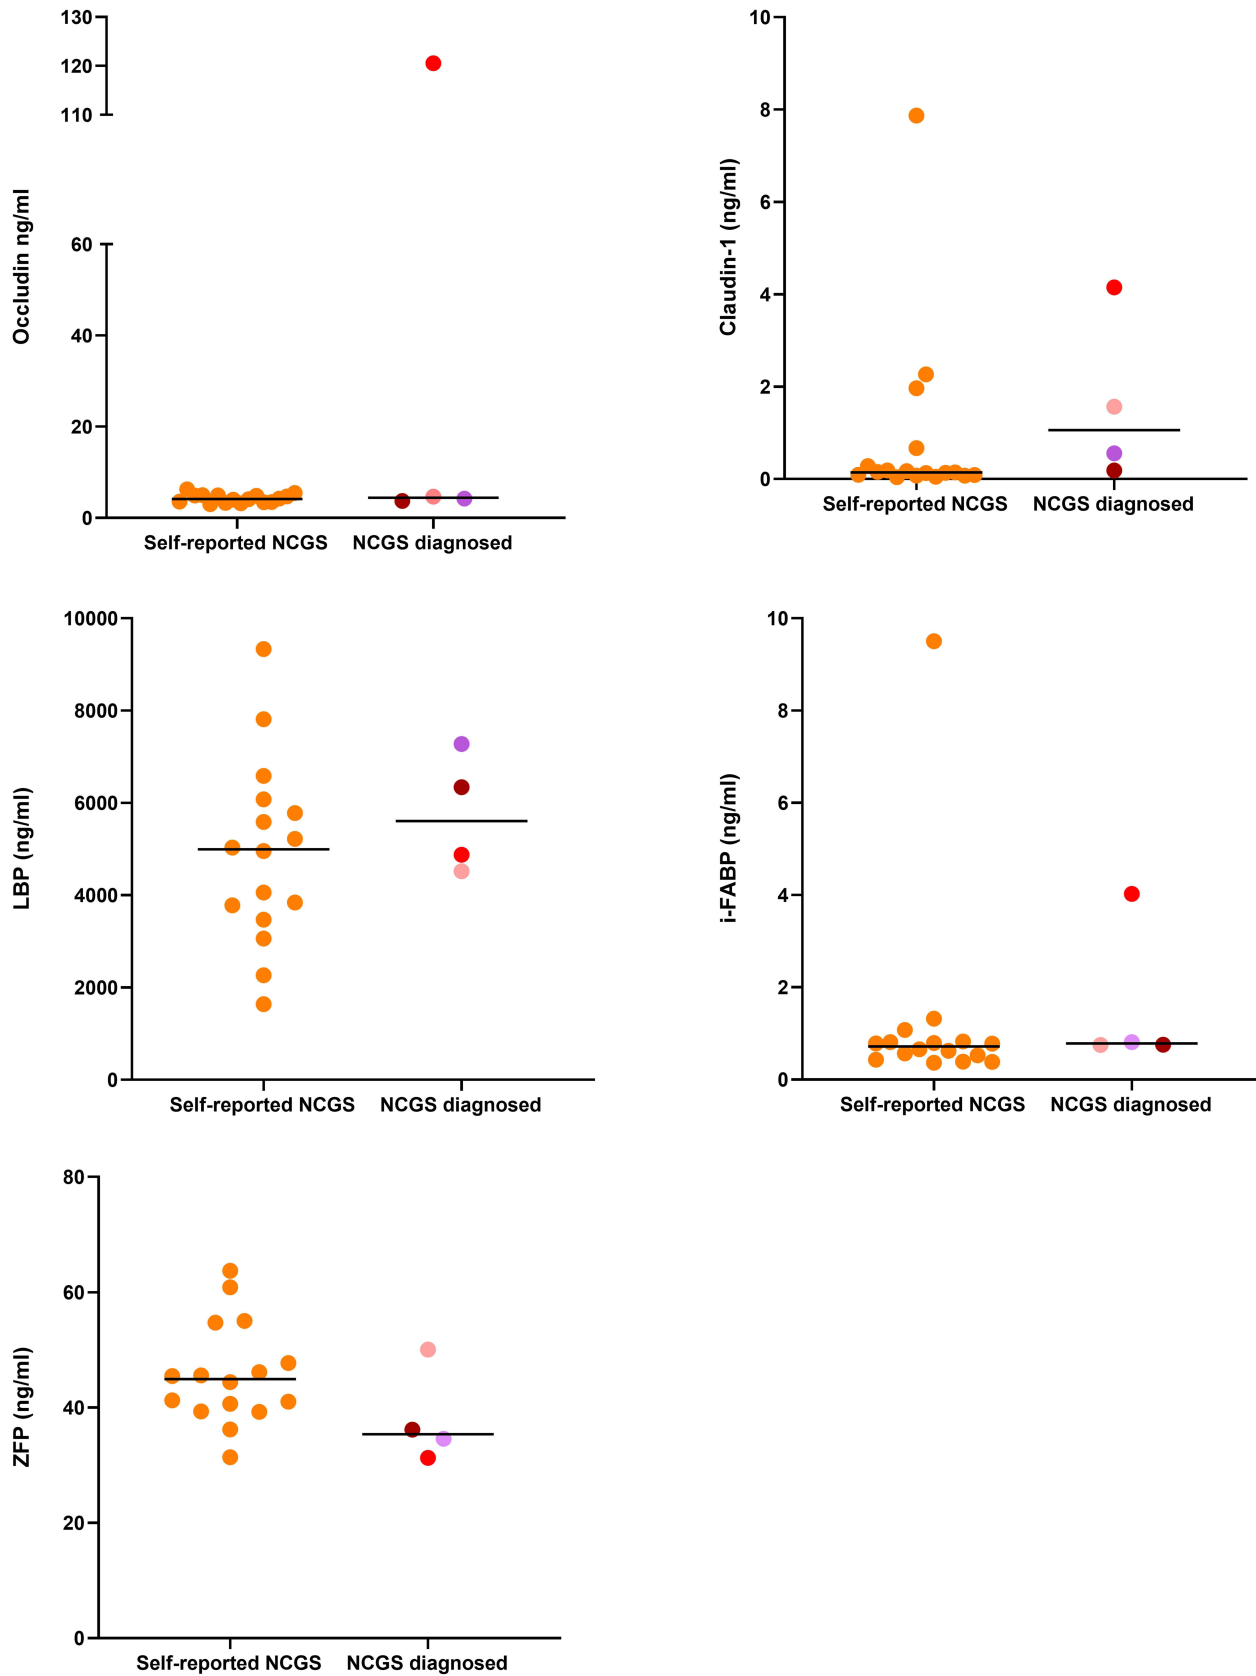 130
120
110
60
40
20
0
Occludin ng/ml
Self-reported NCGS
NCGS diagnosed
10
8
6
4
2
0
Claudin-1 (ng/ml)
Self-reported NCGS
NCGS diagnosed
10000
8000
6000
4000
2000
0
LBP (ng/ml)
Self-reported NCGS
NCGS diagnosed
10
8
6
4
2
0
i-FABP (ng/ml)
Self-reported NCGS
NCGS diagnosed
80
60
40
20
0
ZFP (ng/ml)
Self-reported NCGS
NCGS diagnosed